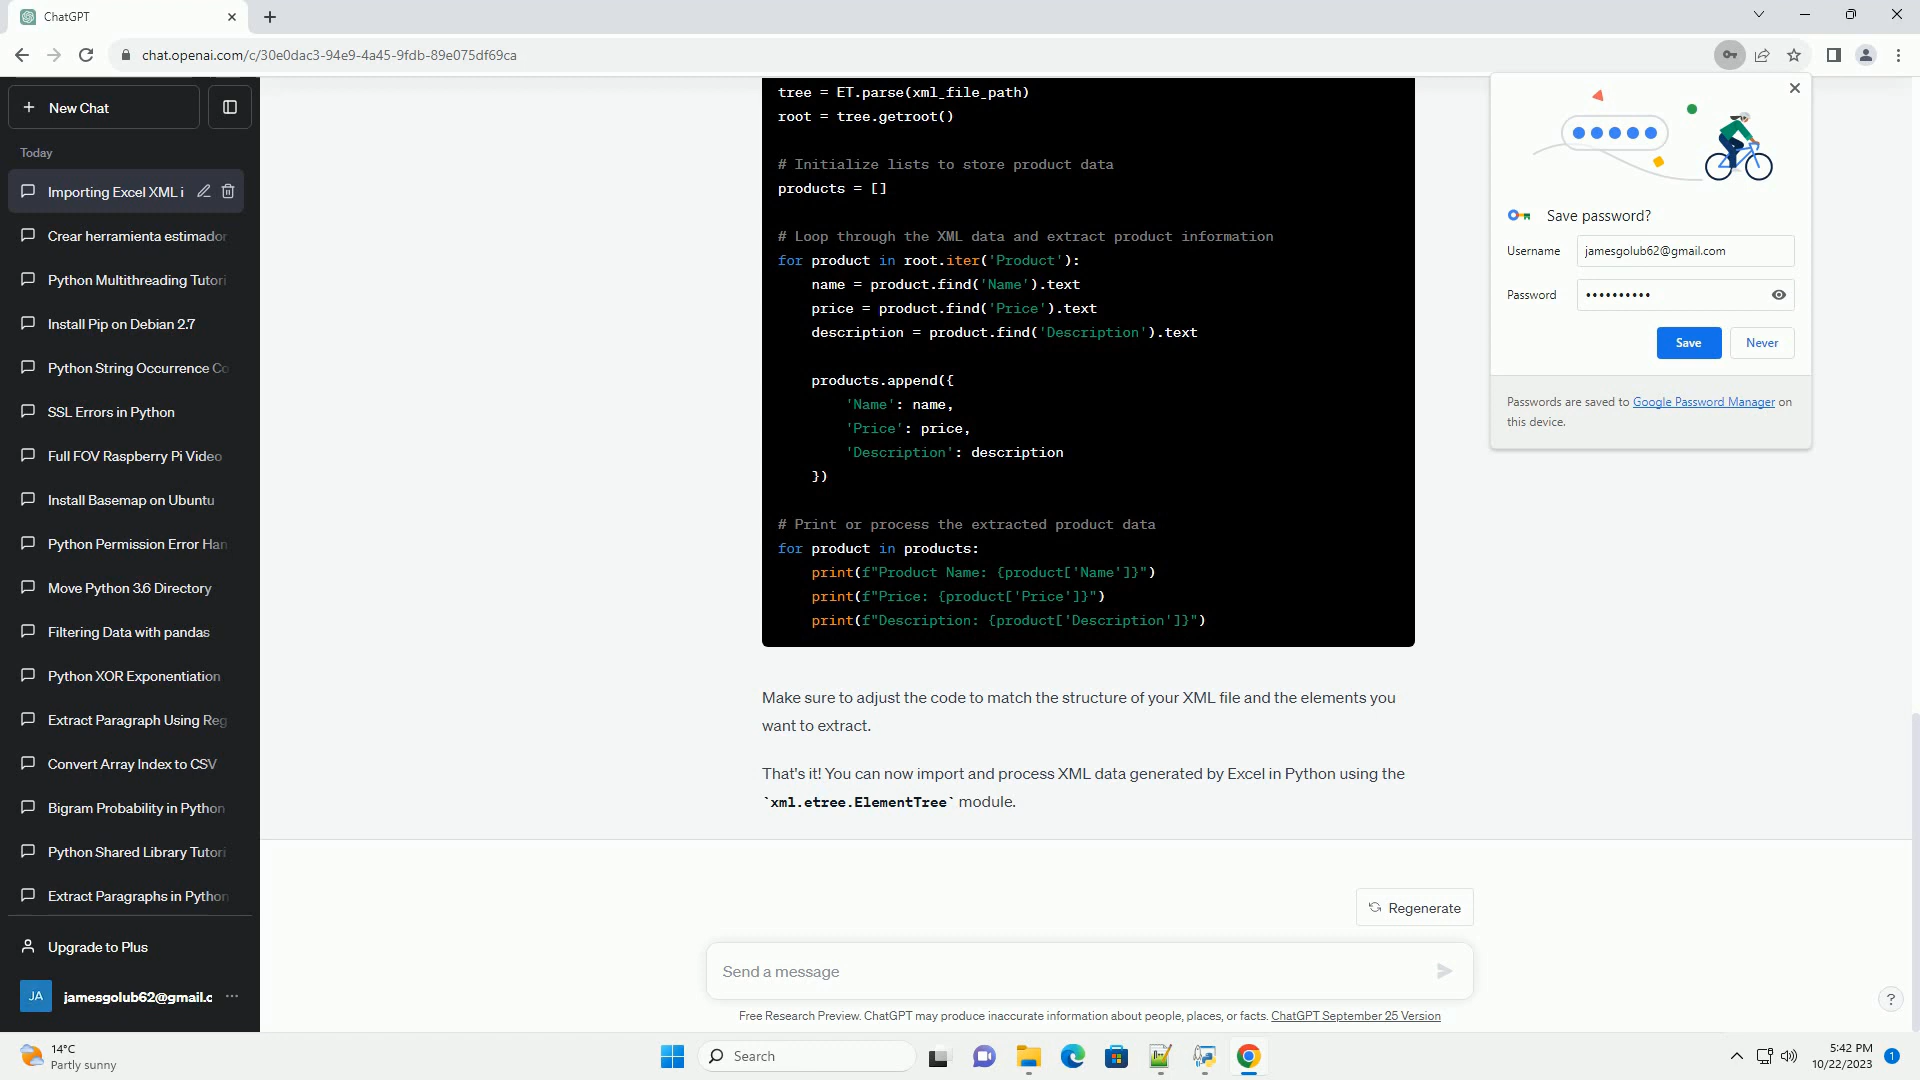 ChatGPT
chat.openai.com/c/30e0dac3-94e9-4a45-9fdb-89e075df69ca
New Chat
Today
Importing Excel XML i
Crear herramienta estimador
Python Multithreading Tutori
Install Pip on Debian 2.7
Python String Occurrence Co
SSL Errors in Python
Full FOV Raspberry Pi Video
Install Basemap on Ubuntu
Python Permission Error Han
Move Python 3.6 Directory
Filtering Data with pandas
Python XOR Exponentiation
Extract Paragraph Using Reg
Convert Array Index to CSV
Bigram Probability in Python
Python Shared Library Tutori
Extract Paragraphs in Python
Upgrade to Plus
JA
jamesgolub62@gmail.c
tree = ET.parse(xml_file_path)
root = tree.getroot()
# Initialize lists to store product data
products = []
# Loop through the XML data and extract product information
for product in root.iter('Product'):
name = product.find('Name').text
price = product.find('Price').text
description = product.find('Description').text
products.append({
'Name': name,
'Price': price,
'Description': description
})
# Print or process the extracted product data
for product in products:
print(f"Product Name: {product['Name']}")
print(f"Price: {product['Price']}")
print(f"Description: {product['Description']}")
Make sure to adjust the code to match the structure of your XML file and the elements you
want to extract.
That's it! You can now import and process XML data generated by Excel in Python using the
`xml.etree.ElementTree` module.
Regenerate
Send a message
Free Research Preview. ChatGPT may produce inaccurate information about people, places, or facts. ChatGPT September 25 Version
?
Save password?
Username
jamesgolub62@gmail.com
Password
••••••••••
Save
Never
Passwords are saved to Google Password Manager on
this device.
14°C
Partly sunny
Search
5:42 PM
10/22/2023
1